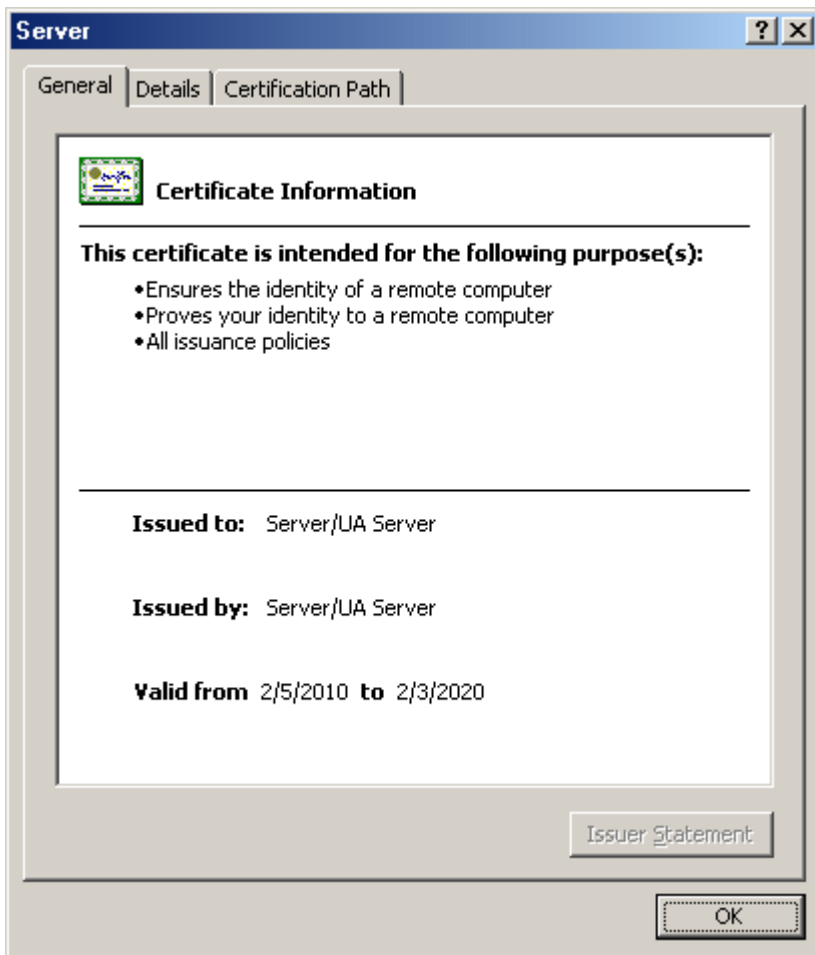 Server
General Details Certification Path
Certificate Information
This certificate is intended for the following purpose(s):
•Ensures the identity of a remote computer
•Proves your identity to a remote computer
•All issuance policies
Issued to: Server/UA Server
Issued by: Server/UA Server
Valid from 2/5/2010 to 2/3/2020
Issuer Statement
OK